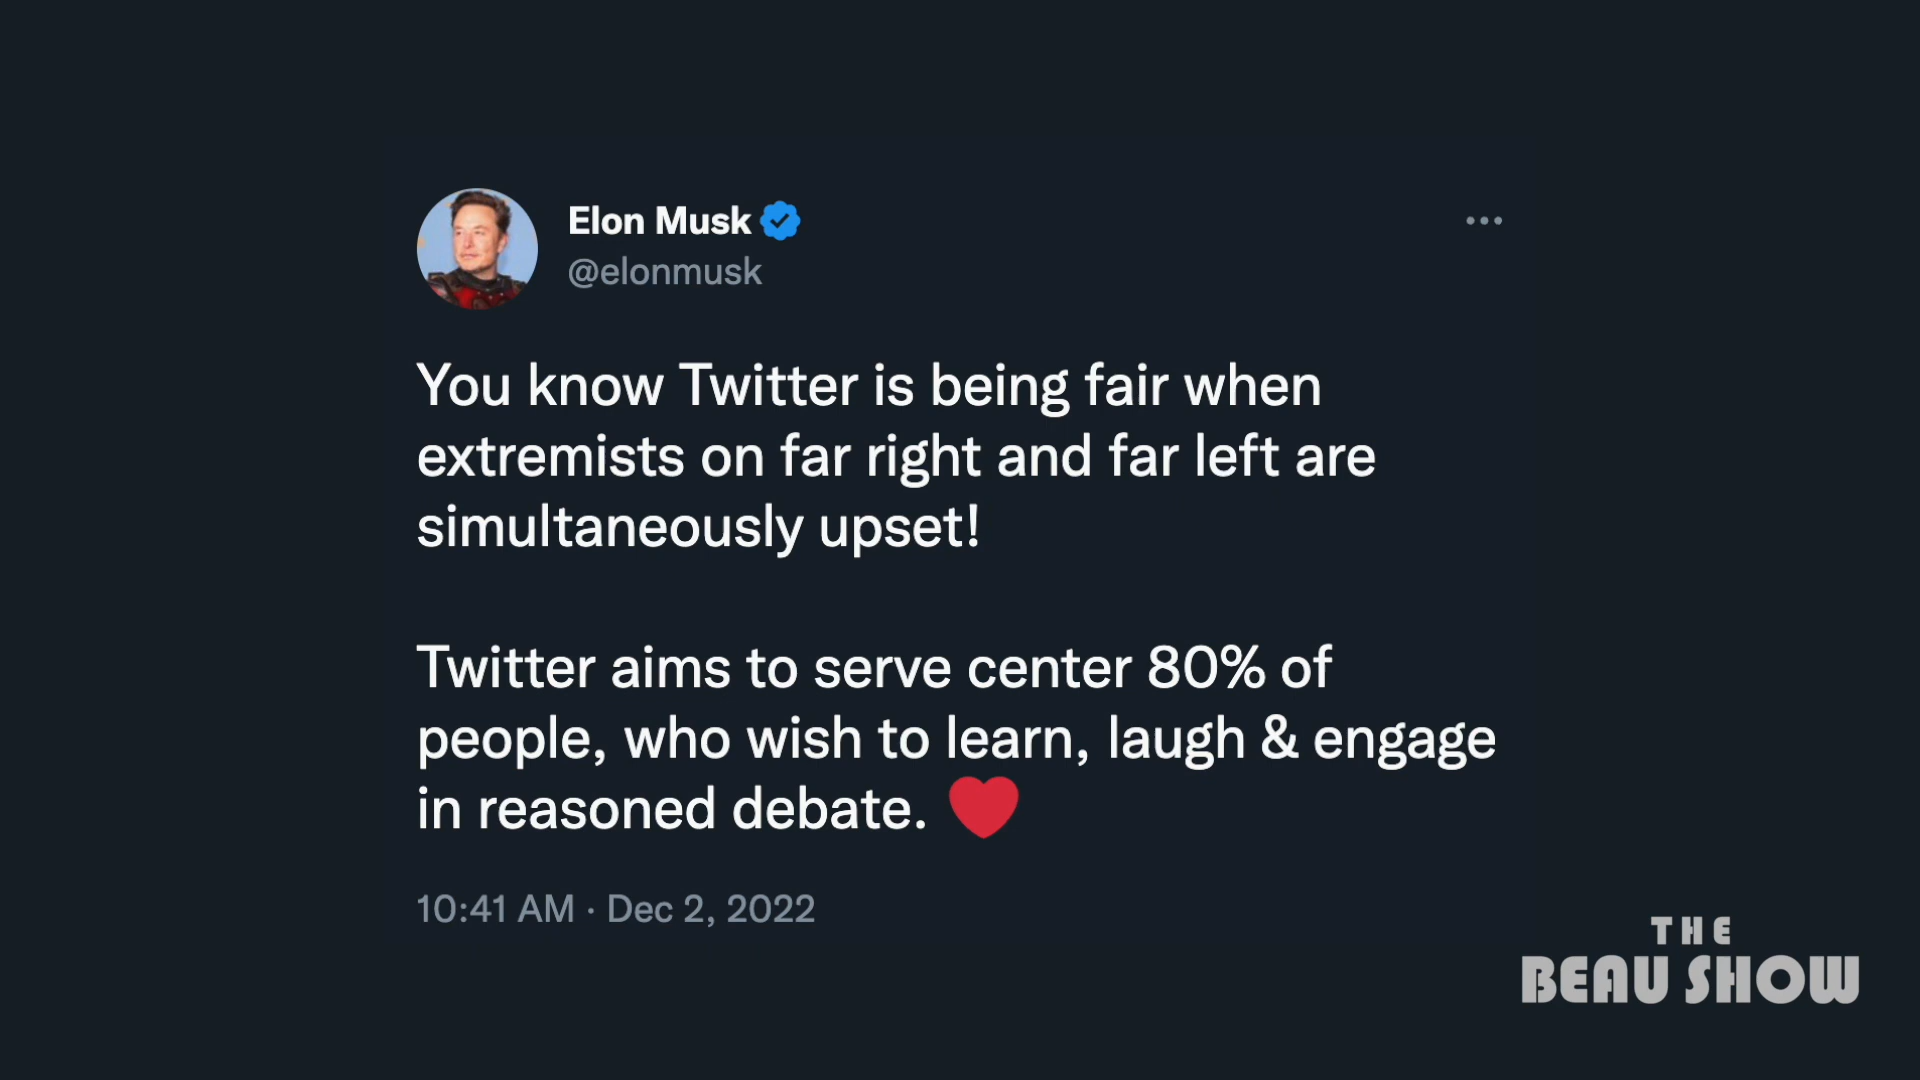 Elon Musk
@elonmusk
You know Twitter is being fair when
extremists on far right and far left are
simultaneously upset!
Twitter aims to serve center 80% of
people, who wish to learn, laugh & engage
in reasoned debate. ❤️
10:41 AM · Dec 2, 2022
THE
BEAU SHOW